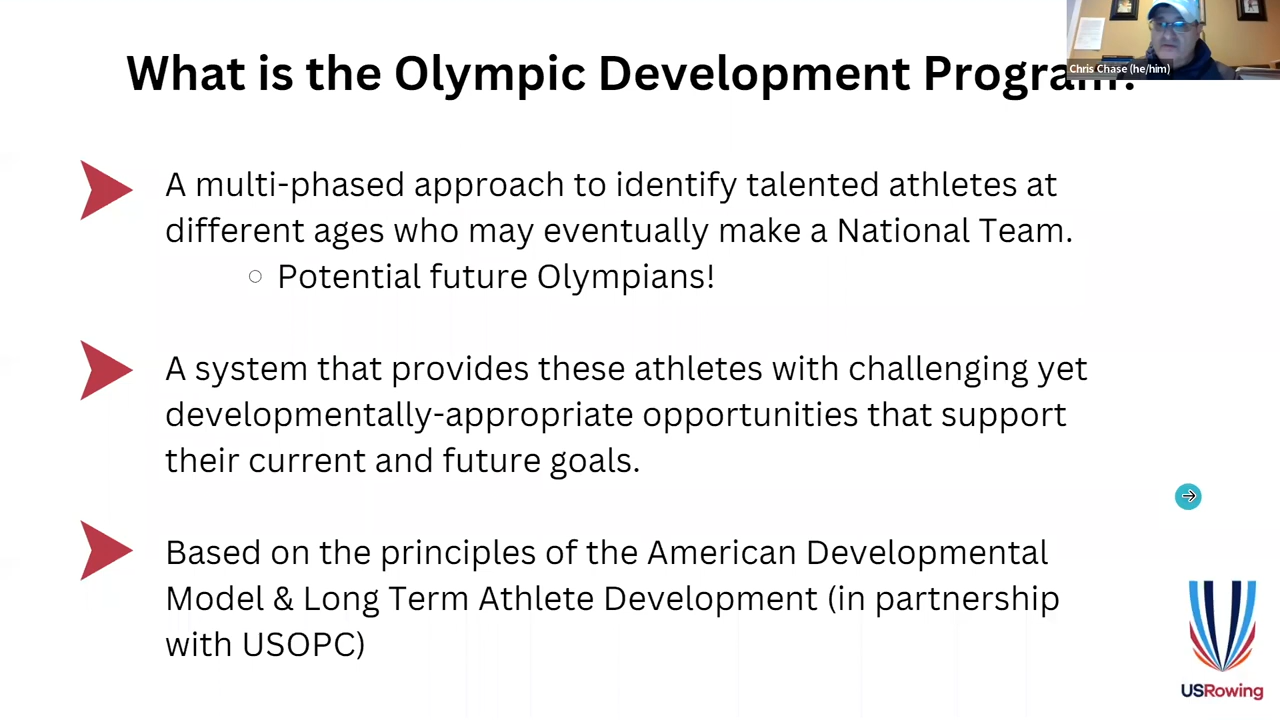 What is the Olympic Development Program?
Chris Chase (he/him)
A multi-phased approach to identify talented athletes at
different ages who may eventually make a National Team.
Potential future Olympians!
A system that provides these athletes with challenging yet
developmentally-appropriate opportunities that support
their current and future goals.
Based on the principles of the American Developmental
Model & Long Term Athlete Development (in partnership
with USOPC)
USRowing